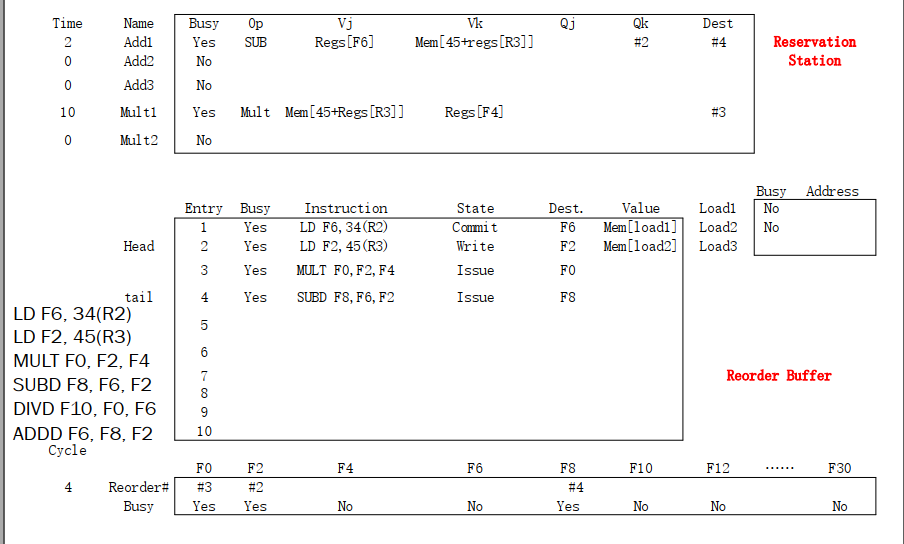 Time Name Busy Op Vj Vk Qj Qk Dest
2 Add1 Yes SUB Regs[F6] Mem[45+regs[R3]] #2 #4 Reservation
0 Add2 No Station
0 Add3 No
10 Mult1 Yes Mult Mem[45+Regs[R3]] Regs[F4] #3
0 Mult2 No
Busy Address
Entry Busy Instruction State Dest. Value Load1 No
1 Yes LD F6,34(R2) Commit F6 Mem[load1] Load2 No
Head 2 Yes LD F2,45(R3) Write F2 Mem[load2] Load3
3 Yes MULT F0,F2,F4 Issue F0
tail 4 Yes SUBD F8,F6,F2 Issue F8
LD F6, 34(R2)
5
LD F2, 45(R3)
6
MULT F0, F2, F4
7 Reorder Buffer
SUBD F8, F6, F2
8
DIVD F10, F0, F6
9
ADDD F6, F8, F2
10
Cycle
F0 F2 F4 F6 F8 F10 F12 ...... F30
4 Reorder# #3 #2 #4
Busy Yes Yes No No Yes No No No